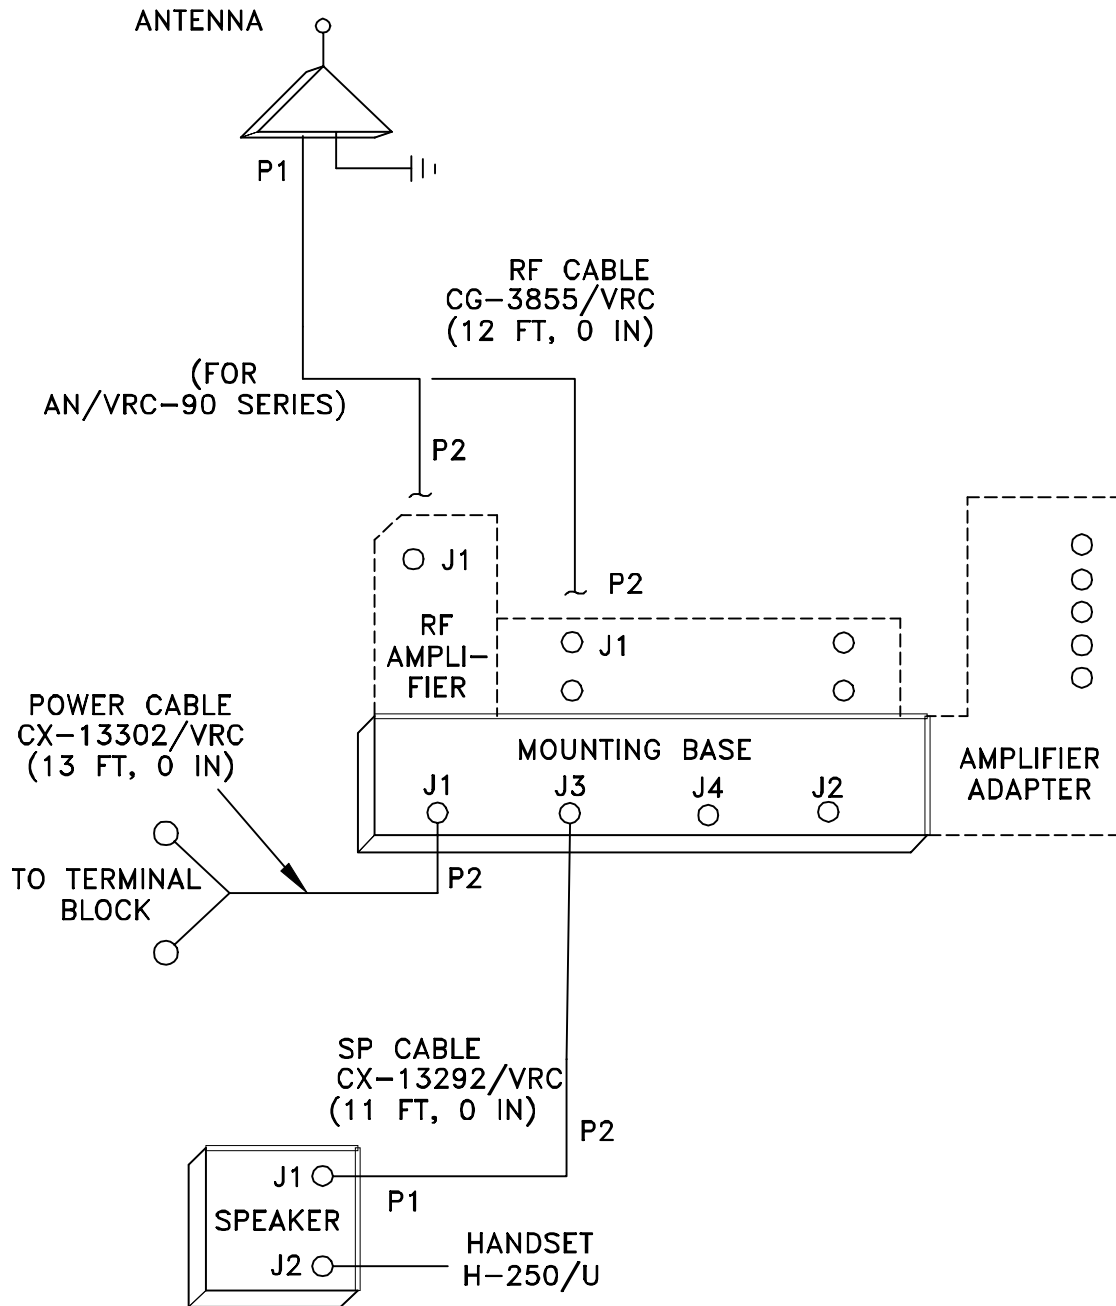 ANTENNA
P1
RF CABLE
CG-3855/VRC
(12 FT, 0 IN)
(FOR
AN/VRC-90 SERIES)
P2
J1
P2
RF
AMPLI-
FIER
J1
POWER CABLE
CX-13302/VRC
(13 FT, 0 IN)
MOUNTING BASE
J1 J3 J4 J2
AMPLIFIER
ADAPTER
TO TERMINAL
BLOCK
P2
SP CABLE
CX-13292/VRC
(11 FT, 0 IN)
P2
J1
P1
SPEAKER
J2
HANDSET
H-250/U